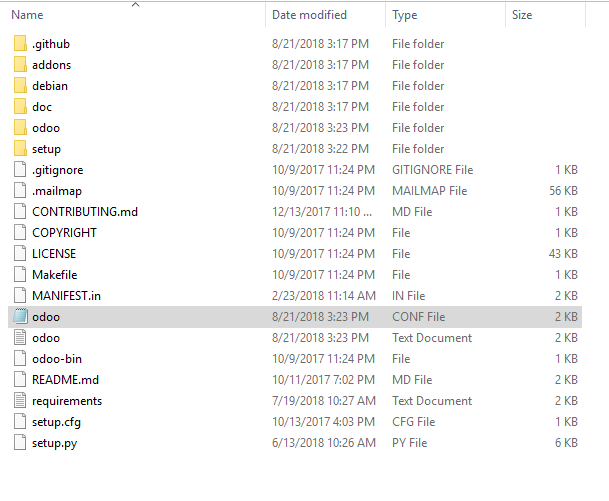 Name Date modified Type Size
.github 8/21/2018 3:17 PM File folder
addons 8/21/2018 3:17 PM File folder
debian 8/21/2018 3:17 PM File folder
doc 8/21/2018 3:17 PM File folder
odoo 8/21/2018 3:23 PM File folder
setup 8/21/2018 3:22 PM File folder
.gitignore 10/9/2017 11:24 PM GITIGNORE File 1 KB
.mailmap 10/9/2017 11:24 PM MAILMAP File 56 KB
CONTRIBUTING.md 12/13/2017 11:10 ... MD File 1 KB
COPYRIGHT 10/9/2017 11:24 PM File 1 KB
LICENSE 10/9/2017 11:24 PM File 43 KB
Makefile 10/9/2017 11:24 PM File 1 KB
MANIFEST.in 2/23/2018 11:14 AM IN File 2 KB
odoo 8/21/2018 3:23 PM CONF File 2 KB
odoo 8/21/2018 3:23 PM Text Document 2 KB
odoo-bin 10/9/2017 11:24 PM File 1 KB
README.md 10/11/2017 7:02 PM MD File 2 KB
requirements 7/19/2018 10:27 AM Text Document 2 KB
setup.cfg 10/13/2017 4:03 PM CFG File 1 KB
setup.py 6/13/2018 10:26 AM PY File 6 KB